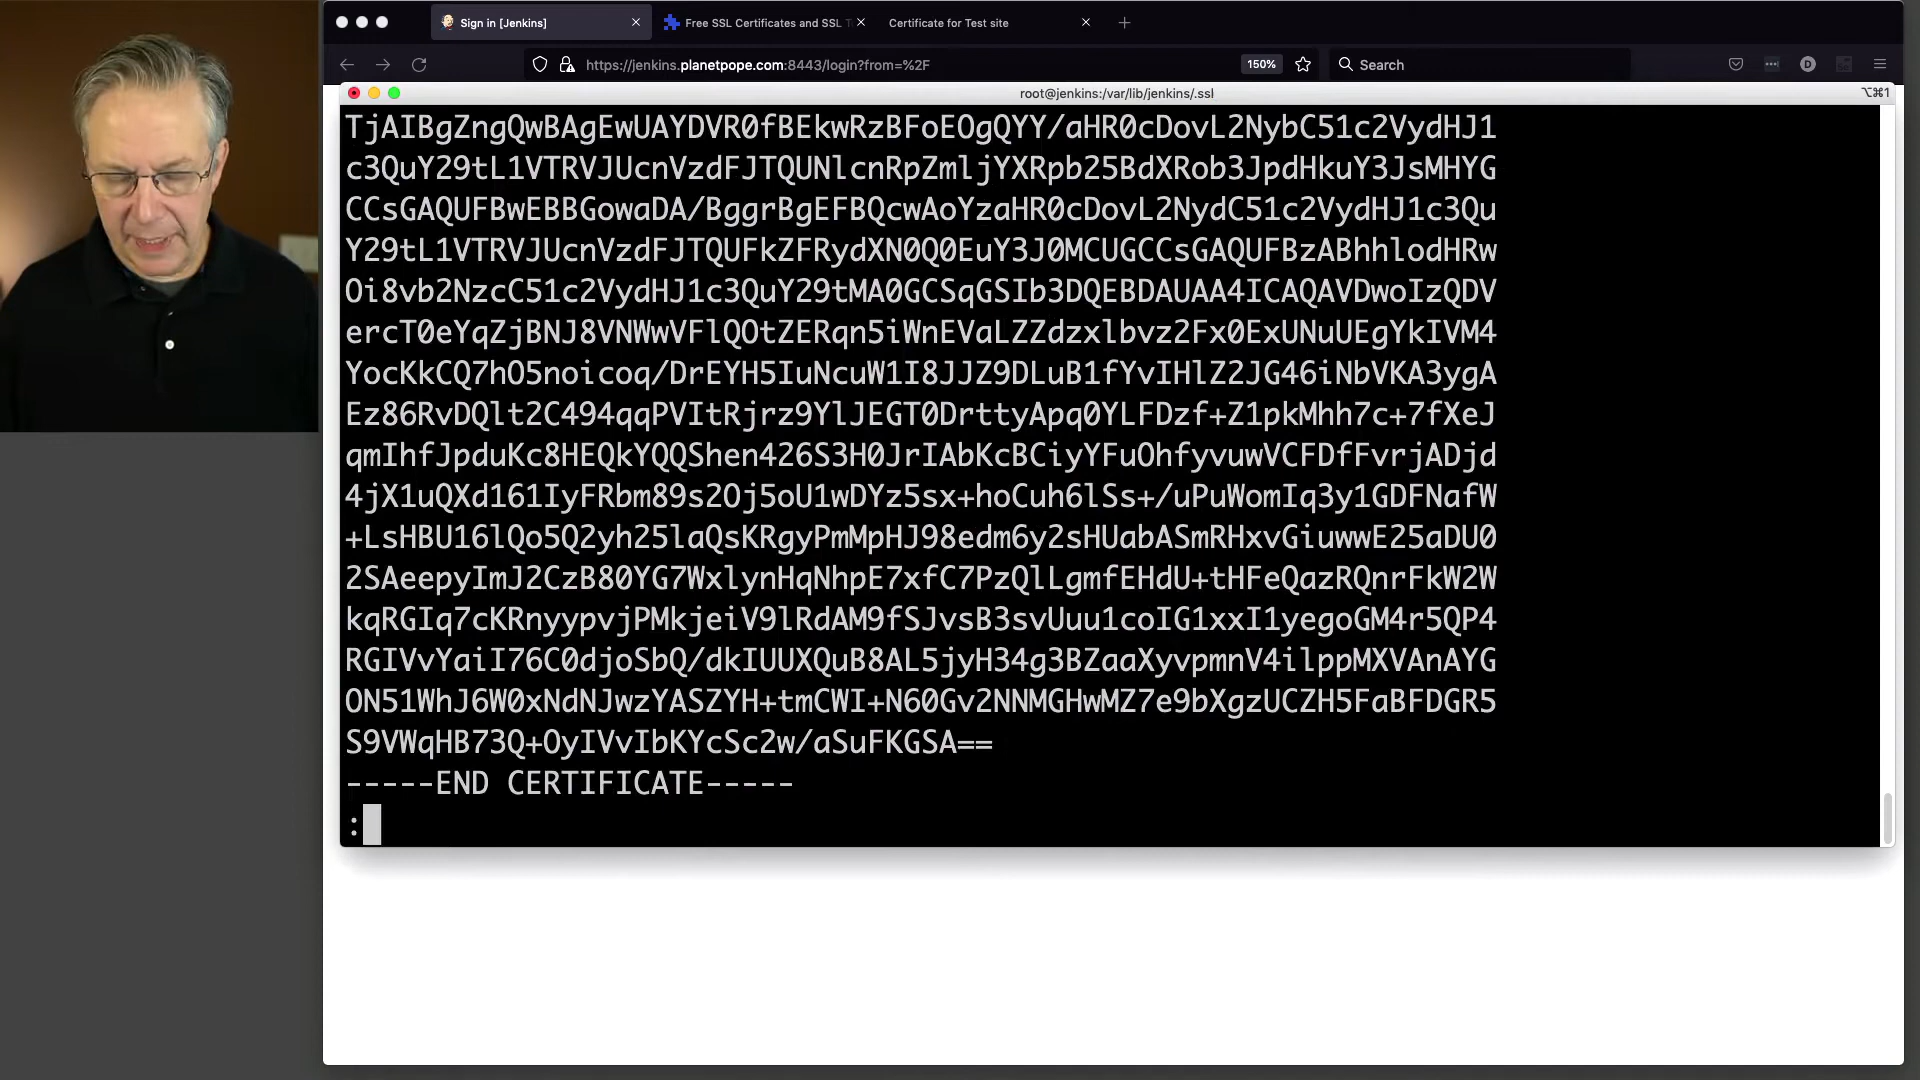 Sign in [Jenkins]
Free SSL Certificates and SSL T
Certificate for Test site
https://jenkins.planetpope.com:8443/login?from=%2F
150%
Search
root@jenkins:/var/lib/jenkins/.ssl
⌥⌘1
TjAIBgZngQwBAgEwUAYDVR0fBEkwRzBFoEOgQYY/aHR0cDovL2NybC51c2VydHJ1
c3QuY29tL1VTRVJUcnVzdFJTQUNlcnRpZmljYXRpb25BdXRob3JpdHkuY3JsMHYG
CCsGAQUFBwEBBGowaDA/BggrBgEFBQcwAoYzaHR0cDovL2NydC51c2VydHJ1c3Qu
Y29tL1VTRVJUcnVzdFJTQUFkZFRydXN0Q0EuY3J0MCUGCCsGAQUFBzABhhlodHRw
Oi8vb2NzcC51c2VydHJ1c3QuY29tMA0GCSqGSIb3DQEBDAUAA4ICAQAVDwoIzQDV
ercT0eYqZjBNJ8VNWwVFlQOtZERqn5iWnEVaLZZdzxlbvz2Fx0ExUNuUEgYkIVM4
YocKkCQ7hO5noicoq/DrEYH5IuNcuW1I8JJZ9DLuB1fYvIHlZ2JG46iNbVKA3ygA
Ez86RvDQlt2C494qqPVItRjrz9YlJEGT0DrttyApq0YLFDzf+Z1pkMhh7c+7fXeJ
qmIhfJpduKc8HEQkYQQShen426S3H0JrIAbKcBCiyYFuOhfyvuwVCFDfFvrjADjd
4jX1uQXd161IyFRbm89s2Oj5oU1wDYz5sx+hoCuh6lSs+/uPuWomIq3y1GDFNafW
+LsHBU16lQo5Q2yh25laQsKRgyPmMpHJ98edm6y2sHUabASmRHxvGiuwwE25aDU0
2SAeepyImJ2CzB80YG7WxlynHqNhpE7xfC7PzQlLgmfEHdU+tHFeQazRQnrFkW2W
kqRGIq7cKRnyypvjPMkjeiV9lRdAM9fSJvsB3svUuu1coIG1xxI1yegoGM4r5QP4
RGIVvYaiI76C0djoSbQ/dkIUUXQuB8AL5jyH34g3BZaaXyvpmnV4ilppMXVAnAYG
ON51WhJ6W0xNdNJwzYASZYH+tmCWI+N60Gv2NNMGHwMZ7e9bXgzUCZH5FaBFDGR5
S9VWqHB73Q+OyIVvIbKYcSc2w/aSuFKGSA==
-----END CERTIFICATE-----
: